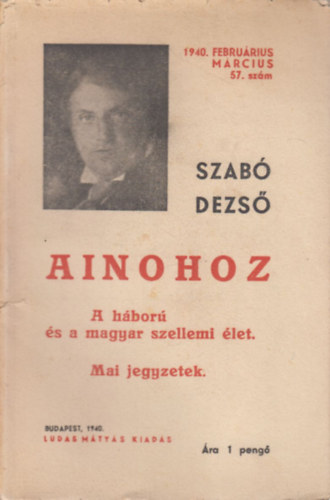 1940. FEBRUÁRIUS
MÁRCIUS
57. szám
SZABÓ
DEZSŐ
AINOHOZ
A háború
és a magyar szellemi élet.
Mai jegyzetek.
BUDAPEST, 1940.
LUDAS MÁTYÁS KIADÁS
Ára 1 pengő